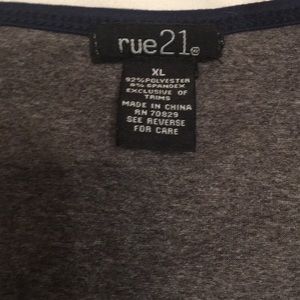 rue21®
XL
92%POLYESTER
8% SPANDEX
EXCLUSIVE OF
TRIMS
MADE IN CHINA
RN 70829
SEE REVERSE
FOR CARE